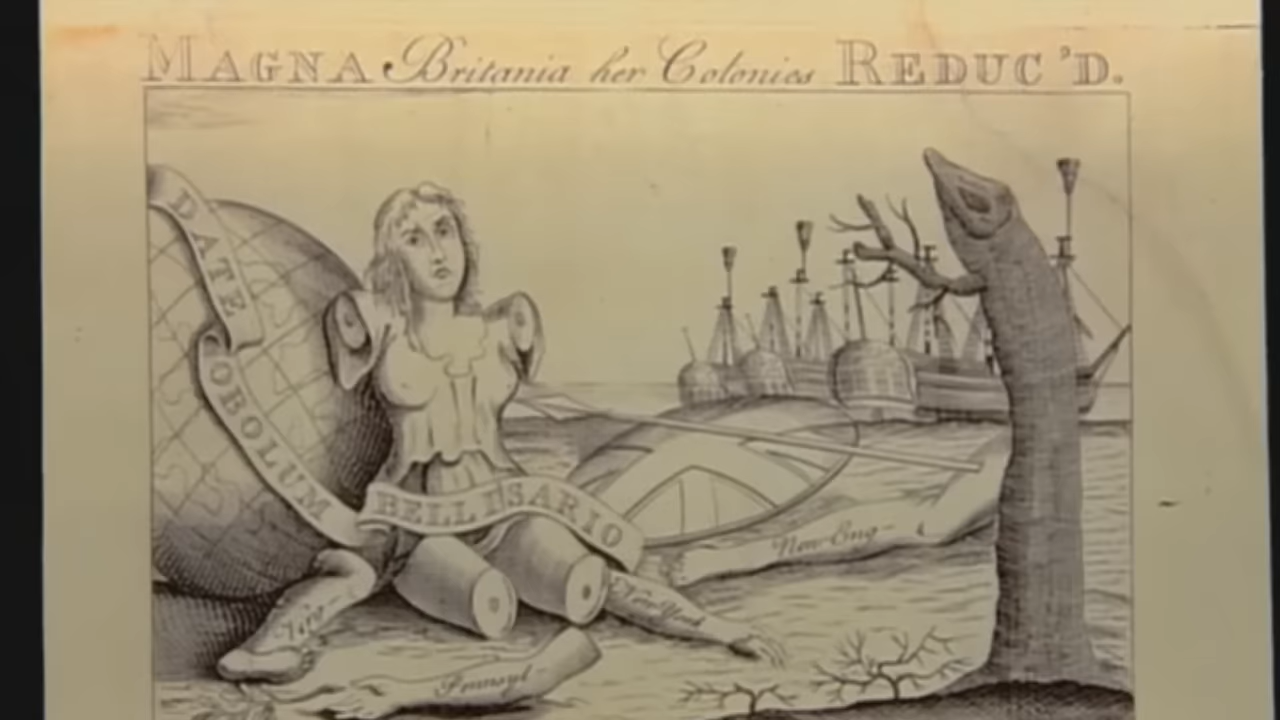 MAGNA Britania her Colonies REDUC'D.
DATE
OBOLUM
BELLISARIO
New Eng-
Virg
New York
Pennsyl